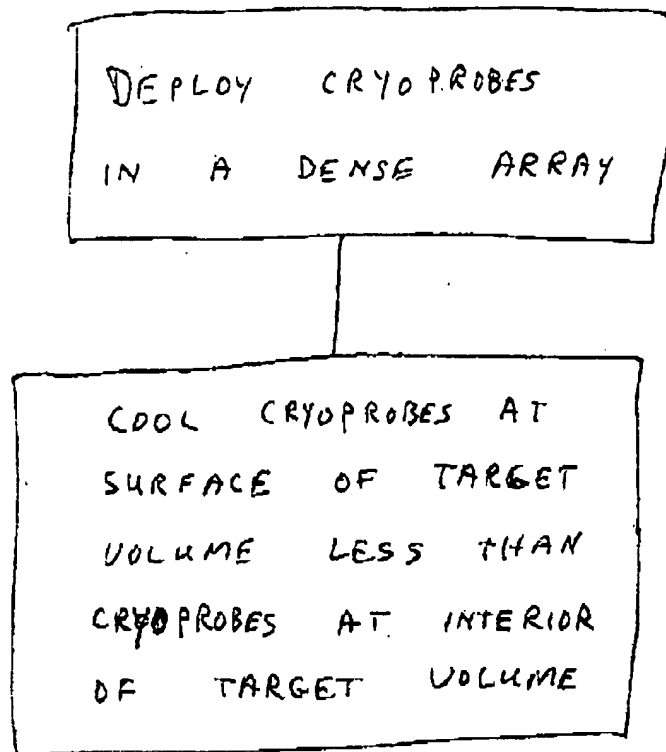 DEPLOY CRYOPROBES
IN A DENSE ARRAY
COOL CRYOPROBES AT
SURFACE OF TARGET
VOLUME LESS THAN
CRYOPROBES AT INTERIOR
OF TARGET VOLUME